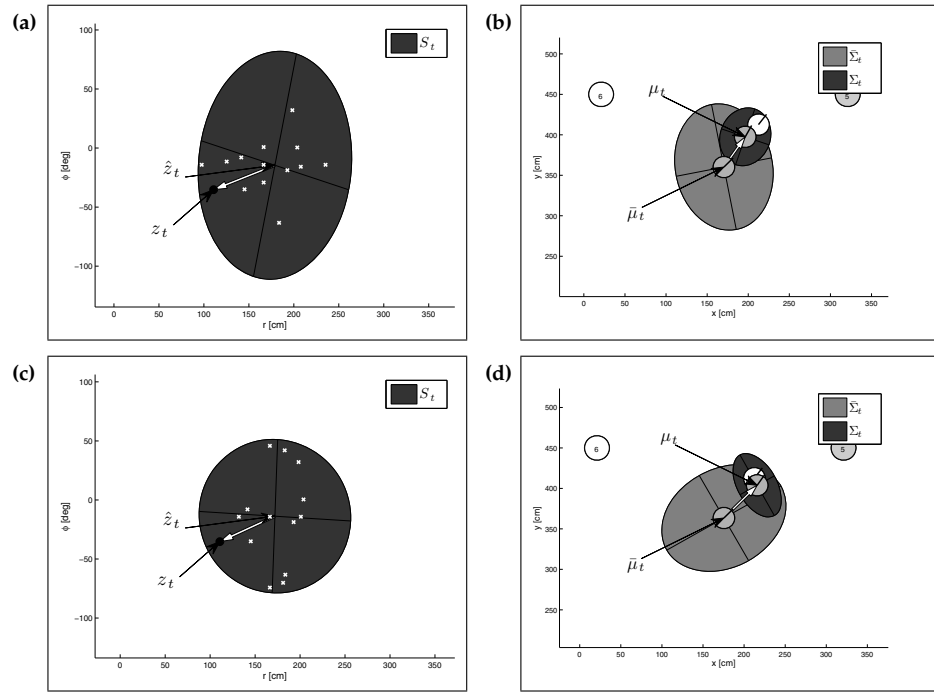 (a)
100
50
0
−50
−100
ϕ [deg]
0 50 100 150 200 250 300 350
r [cm]
S_t
ẑ_t
z_t
(b)
500
450
400
350
300
250
y [cm]
0 50 100 150 200 250 300 350
x [cm]
Σ̄_t
Σ_t
6
5
μ_t
μ̄_t
(c)
100
50
0
−50
−100
ϕ [deg]
0 50 100 150 200 250 300 350
r [cm]
S_t
ẑ_t
z_t
(d)
500
450
400
350
300
250
y [cm]
0 50 100 150 200 250 300 350
x [cm]
Σ̄_t
Σ_t
6
5
μ_t
μ̄_t